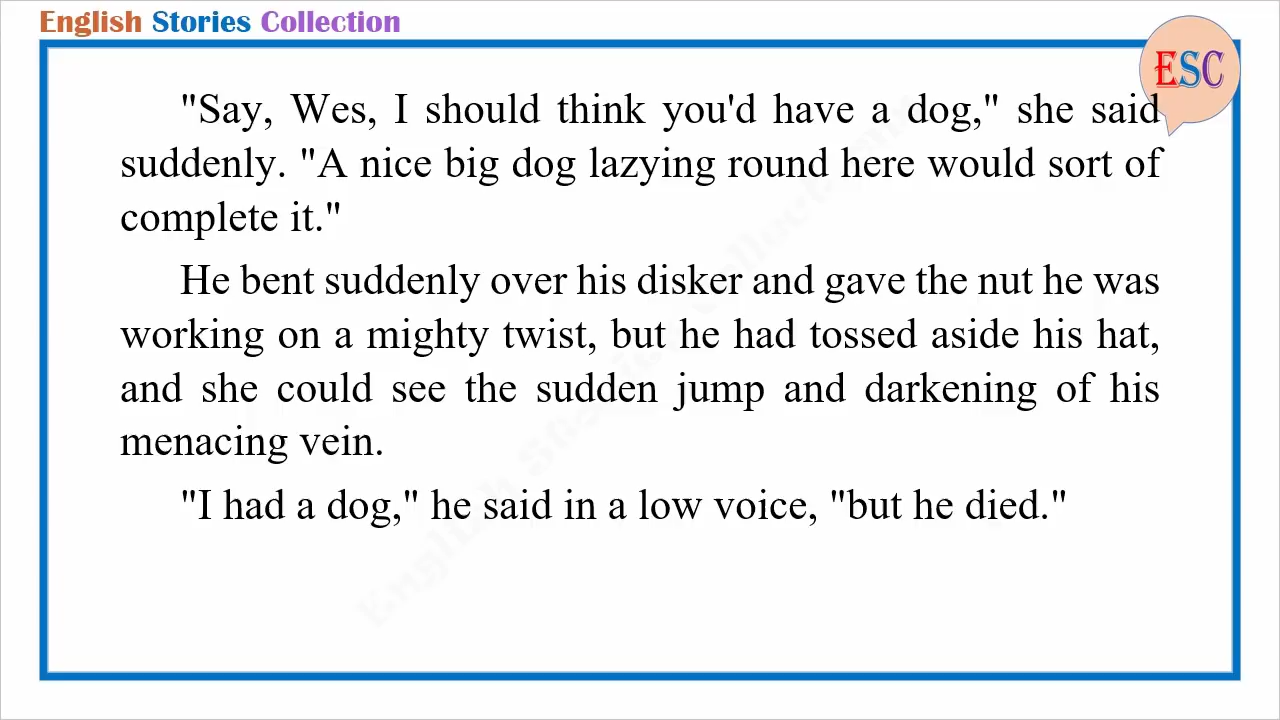 English Stories Collection
ESC
"Say, Wes, I should think you'd have a dog," she said
suddenly. "A nice big dog lazying round here would sort of
complete it."
He bent suddenly over his disker and gave the nut he was
working on a mighty twist, but he had tossed aside his hat,
and she could see the sudden jump and darkening of his
menacing vein.
"I had a dog," he said in a low voice, "but he died."